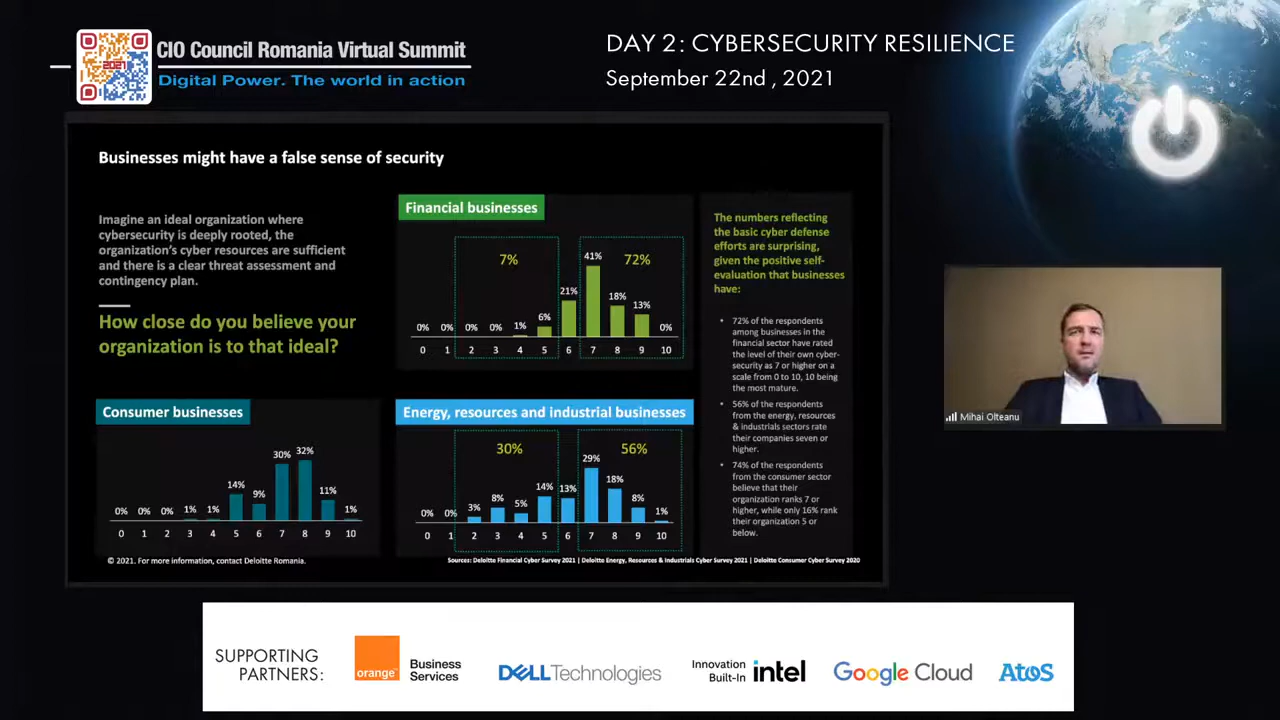 2021
CIO Council Romania Virtual Summit
Digital Power. The world in action
DAY 2: CYBERSECURITY RESILIENCE
September 22nd , 2021
Businesses might have a false sense of security
Imagine an ideal organization where
cybersecurity is deeply rooted, the
organization's cyber resources are sufficient
and there is a clear threat assessment and
contingency plan.
How close do you believe your
organization is to that ideal?
Financial businesses
7%
72%
0% 0% 0% 0% 1% 6% 21% 41% 18% 13% 0%
0 1 2 3 4 5 6 7 8 9 10
Consumer businesses
0% 0% 0% 1% 1% 14% 9% 30% 32% 11% 1%
0 1 2 3 4 5 6 7 8 9 10
Energy, resources and industrial businesses
30%
56%
0% 0% 3% 8% 5% 14% 13% 29% 18% 8% 1%
0 1 2 3 4 5 6 7 8 9 10
The numbers reflecting
the basic cyber defense
efforts are surprising,
given the positive self-
evaluation that businesses
have:
• 72% of the respondents
among businesses in the
financial sector have rated
the level of their own cyber-
security as 7 or higher on a
scale from 0 to 10, 10 being
the most mature.
• 56% of the respondents
from the energy, resources
& industrials sectors rate
their companies seven or
higher.
• 74% of the respondents
from the consumer sector
believe that their
organization ranks 7 or
higher, while only 16% rank
their organization 5 or
below.
© 2021. For more information, contact Deloitte Romania.
Sources: Deloitte Financial Cyber Survey 2021 | Deloitte Energy, Resources & Industrials Cyber Survey 2021 | Deloitte Consumer Cyber Survey 2020
Mihai Olteanu
SUPPORTING
PARTNERS:
orange™
Business
Services
DELL Technologies
Innovation
Built-In
intel
Google Cloud
Atos